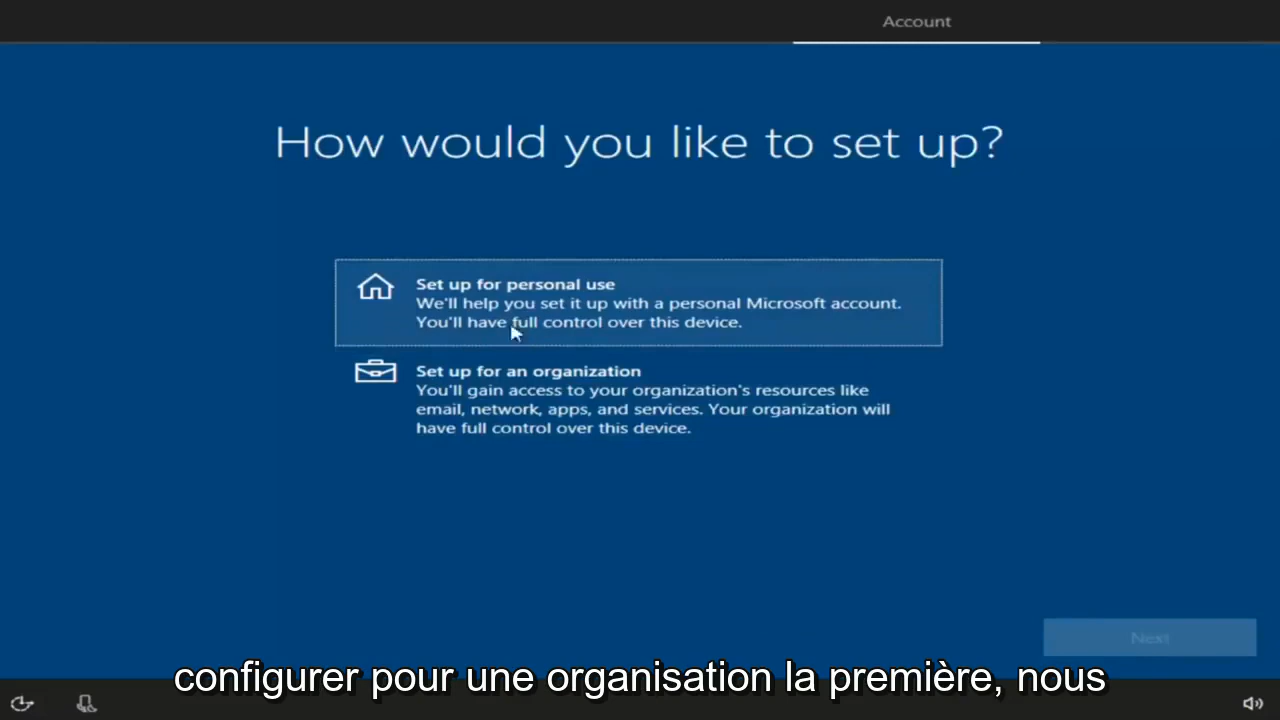 Account
How would you like to set up?
Set up for personal use
We'll help you set it up with a personal Microsoft account.
You'll have full control over this device.
Set up for an organization
You'll gain access to your organization's resources like
email, network, apps, and services. Your organization will
have full control over this device.
Next
configurer pour une organisation la première, nous